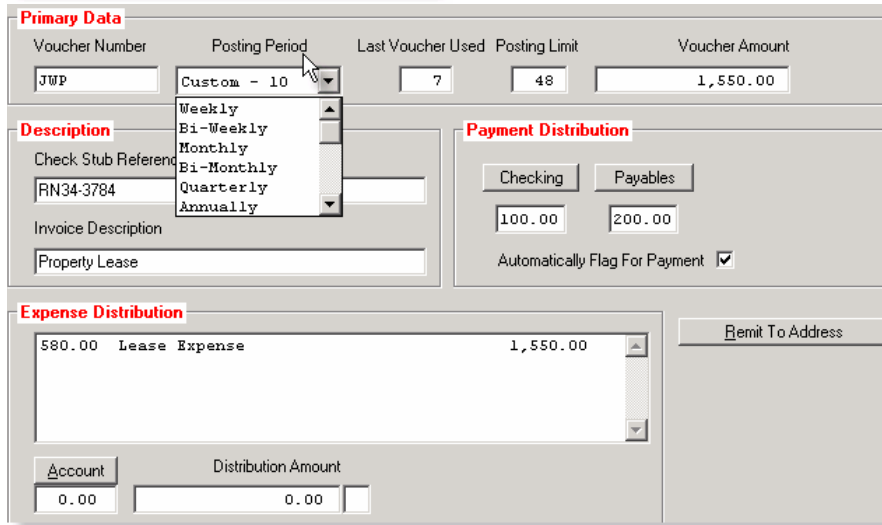 Primary Data
Voucher Number Posting Period Last Voucher Used Posting Limit Voucher Amount
JWP Custom - 10 7 48 1,550.00
Weekly
Bi-Weekly
Monthly
Bi-Monthly
Quarterly
Annually
Description
Check Stub Referenc
RN34-3784
Invoice Description
Property Lease
Payment Distribution
Checking Payables
100.00 200.00
Automatically Flag For Payment
Expense Distribution
580.00 Lease Expense 1,550.00
Remit To Address
Account Distribution Amount
0.00 0.00